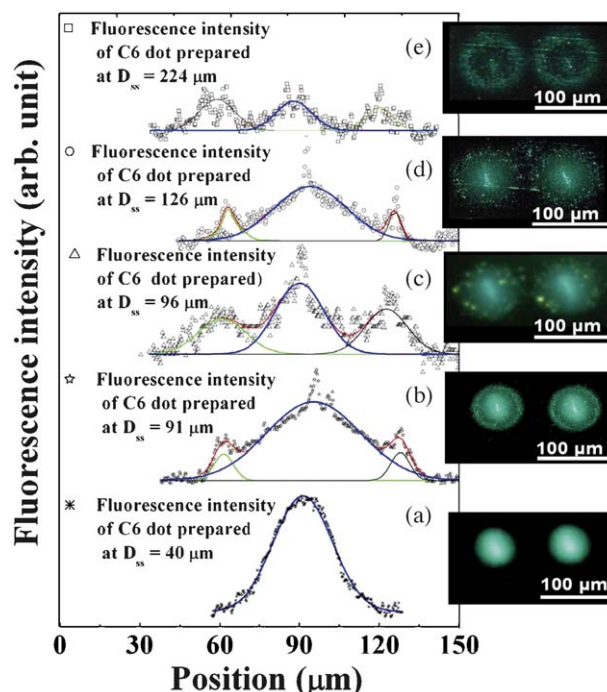 Fluorescence intensity (arb. unit)
Fluorescence intensity
of C6 dot prepared
at Dss = 224 μm
(e)
100 μm
Fluorescence intensity
of C6 dot prepared
at Dss = 126 μm
(d)
100 μm
Fluorescence intensity
of C6 dot prepared)
at Dss = 96 μm
(c)
100 μm
Fluorescence intensity
of C6 dot prepared
at Dss = 91 μm
(b)
100 μm
Fluorescence intensity
of C6 dot prepared
at Dss = 40 μm
(a)
100 μm
0 30 60 90 120 150
Position (μm)